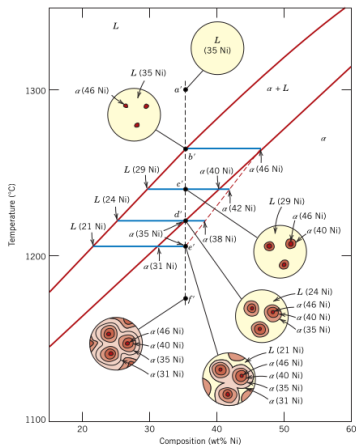 L
L
(35 Ni)
L (35 Ni)
α (46 Ni)
1300
a′
α + L
α
b′
L (29 Ni)
α (40 Ni)
α (46 Ni)
c′
L (24 Ni)
α (42 Ni)
L (29 Ni)
α (46 Ni)
α (40 Ni)
d′
L (21 Ni)
α (35 Ni)
α (38 Ni)
e′
1200
α (31 Ni)
L (24 Ni)
α (46 Ni)
α (40 Ni)
α (35 Ni)
f′
α (46 Ni)
α (40 Ni)
α (35 Ni)
α (31 Ni)
L (21 Ni)
α (46 Ni)
α (40 Ni)
α (35 Ni)
α (31 Ni)
1100
20 30 40 50 60
Composition (wt% Ni)
Temperature (°C)